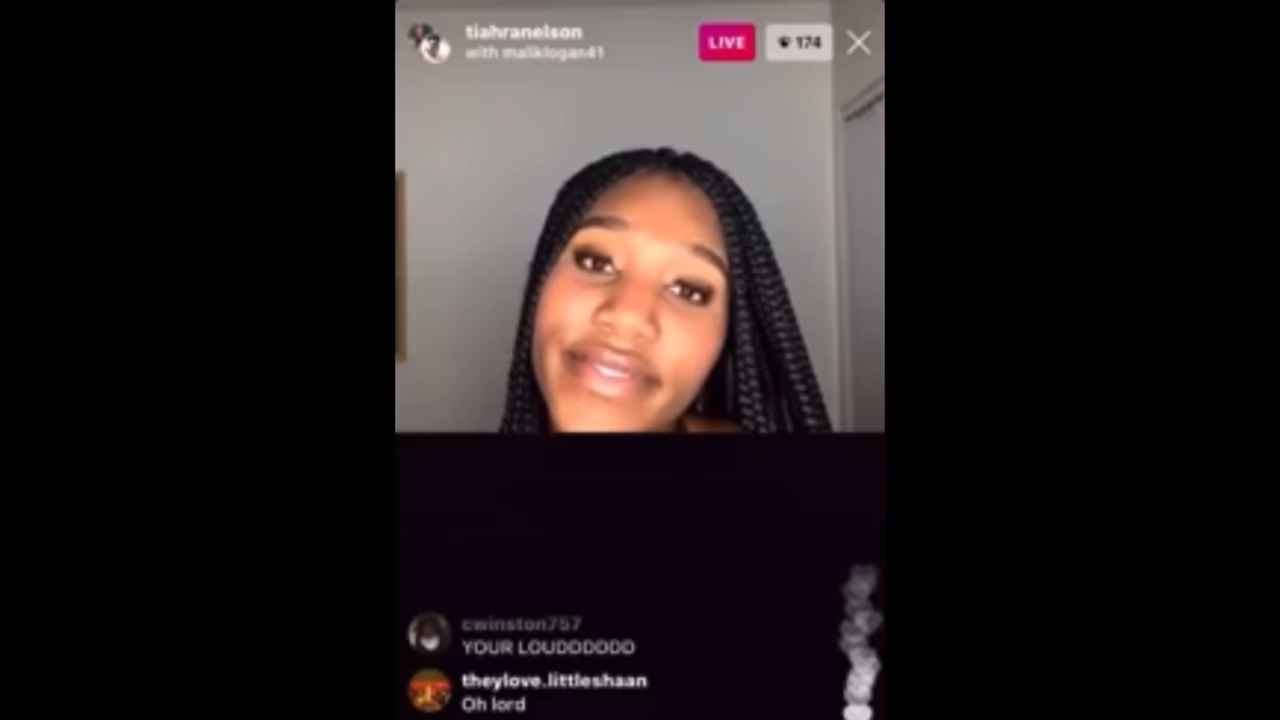 tiahranelson
with maliklogan41
LIVE
174
cwinston757
YOUR LOUDDDDDD
theylove.littleshaan
Oh lord